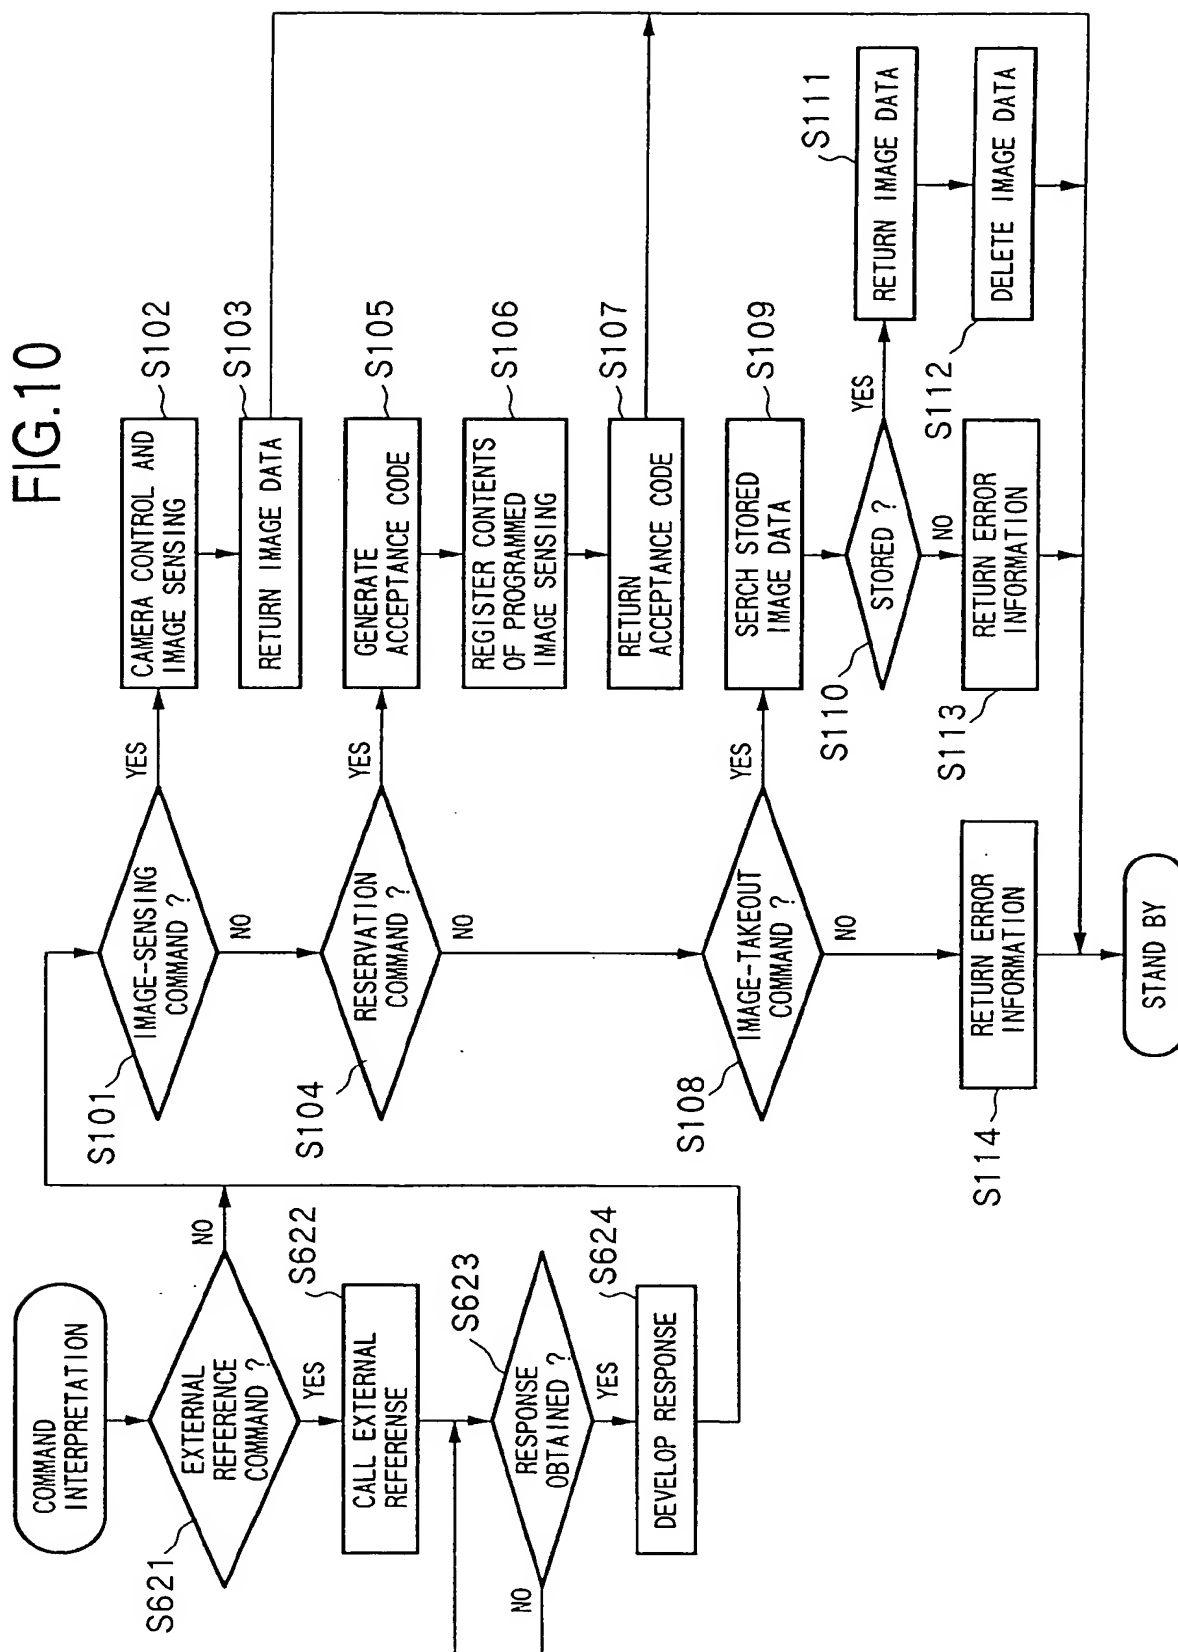 FIG.10
COMMAND
INTERPRETATION
S621
EXTERNAL
REFERENCE
COMMAND ?
NO
YES
S622
CALL EXTERNAL
REFERENSE
S623
RESPONSE
OBTAINED ?
NO
YES
S624
DEVELOP RESPONSE
S101
IMAGE-SENSING
COMMAND ?
YES
NO
S102
CAMERA CONTROL AND
IMAGE SENSING
S103
RETURN IMAGE DATA
S104
RESERVATION
COMMAND ?
YES
NO
S105
GENERATE
ACCEPTANCE CODE
S106
REGISTER CONTENTS
OF PROGRAMMED
IMAGE SENSING
S107
RETURN
ACCEPTANCE CODE
S108
IMAGE-TAKEOUT
COMMAND ?
YES
NO
S109
SERCH STORED
IMAGE DATA
S110
STORED ?
YES
NO
S111
RETURN IMAGE DATA
S112
DELETE IMAGE DATA
S113
RETURN ERROR
INFORMATION
S114
RETURN ERROR
INFORMATION
STAND BY